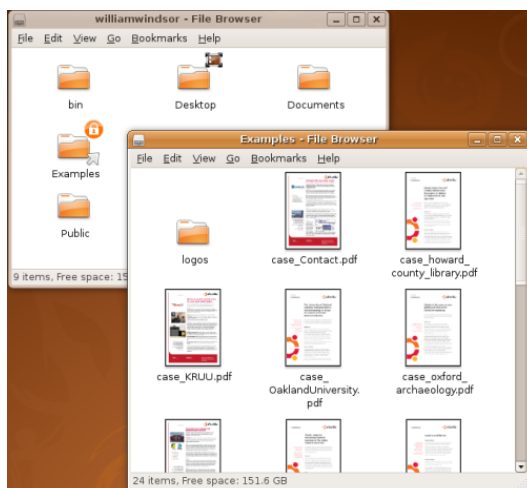 williamwindsor - File Browser
File Edit View Go Bookmarks Help
bin Desktop Documents
Examples
Public
9 items, Free space: 15
Examples - File Browser
File Edit View Go Bookmarks Help
logos case_Contact.pdf case_howard_
county_library.pdf
case_KRUU.pdf case_
OaklandUniversity.
pdf
case_oxford_
archaeology.pdf
24 items, Free space: 151.6 GB